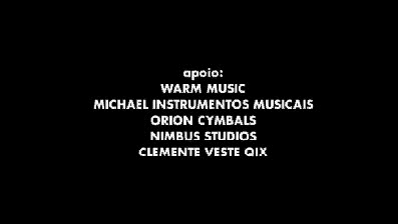 apoio:
WARM MUSIC
MICHAEL INSTRUMENTOS MUSICAIS
ORION CYMBALS
NIMBUS STUDIOS
CLEMENTE VESTE QIX